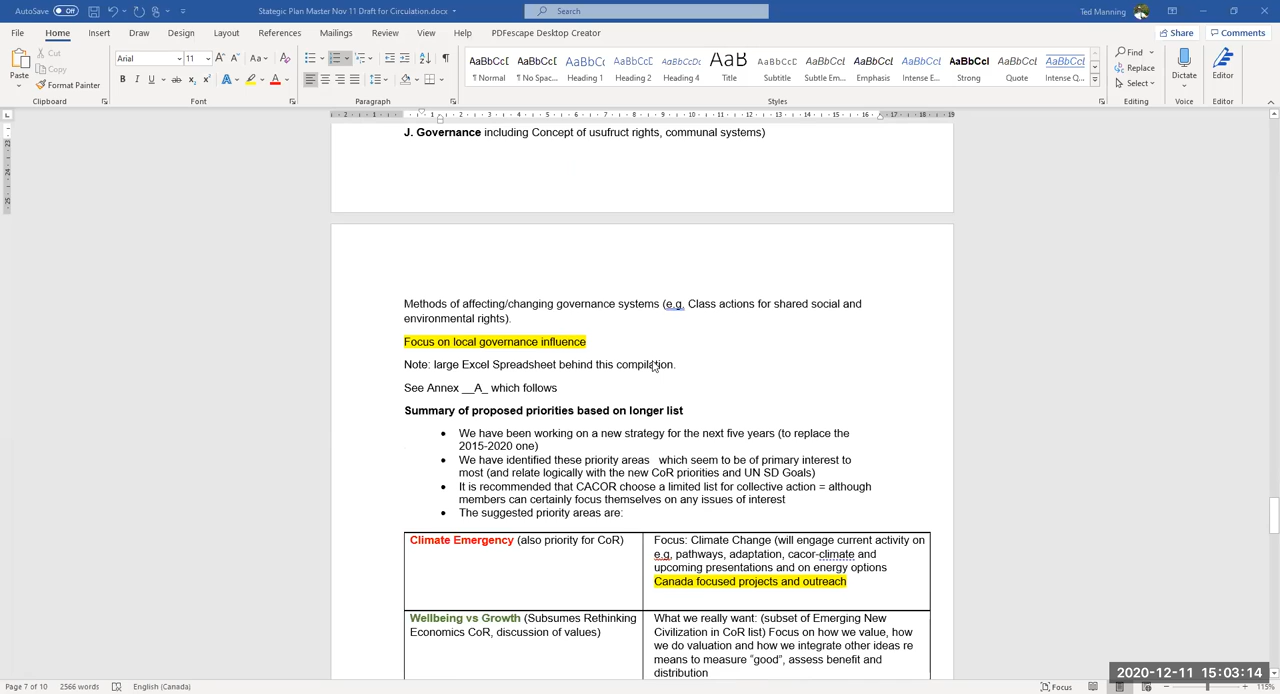 AutoSave Off
Stategic Plan Master Nov 11 Draft for Circulation.docx
Search
Ted Manning
File Home Insert Draw Design Layout References Mailings Review View Help PDFescape Desktop Creator
Share Comments
Paste
Cut
Copy
Format Painter
Clipboard
Arial 11
Font
Paragraph
AaBbCcI AaBbCcI AaBbC( AaBbCcI AaBbCcDc AaB AaBbCcC AaBbCcI AaBbCcI AaBbCcI AaBbCcI AaBbCcI AaBbCcI
¶ Normal ¶ No Spac... Heading 1 Heading 2 Heading 4 Title Subtitle Subtle Em... Emphasis Intense E... Strong Quote Intense Q...
Styles
Find
Replace
Select
Editing
Dictate
Voice
Editor
Editor
J. Governance including Concept of usufruct rights, communal systems)
Methods of affecting/changing governance systems (e.g. Class actions for shared social and
environmental rights).
Focus on local governance influence
Note: large Excel Spreadsheet behind this compilation.
See Annex __A_ which follows
Summary of proposed priorities based on longer list
• We have been working on a new strategy for the next five years (to replace the
2015-2020 one)
• We have identified these priority areas which seem to be of primary interest to
most (and relate logically with the new CoR priorities and UN SD Goals)
• It is recommended that CACOR choose a limited list for collective action = although
members can certainly focus themselves on any issues of interest
• The suggested priority areas are:
Climate Emergency (also priority for CoR)
Focus: Climate Change (will engage current activity on
e.g, pathways, adaptation, cacor-climate and
upcoming presentations and on energy options
Canada focused projects and outreach
Wellbeing vs Growth (Subsumes Rethinking
Economics CoR, discussion of values)
What we really want: (subset of Emerging New
Civilization in CoR list) Focus on how we value, how
we do valuation and how we integrate other ideas re
means to measure “good”, assess benefit and
distribution
2020-12-11 15:03:14
Page 7 of 10 2566 words English (Canada)
Focus
115%